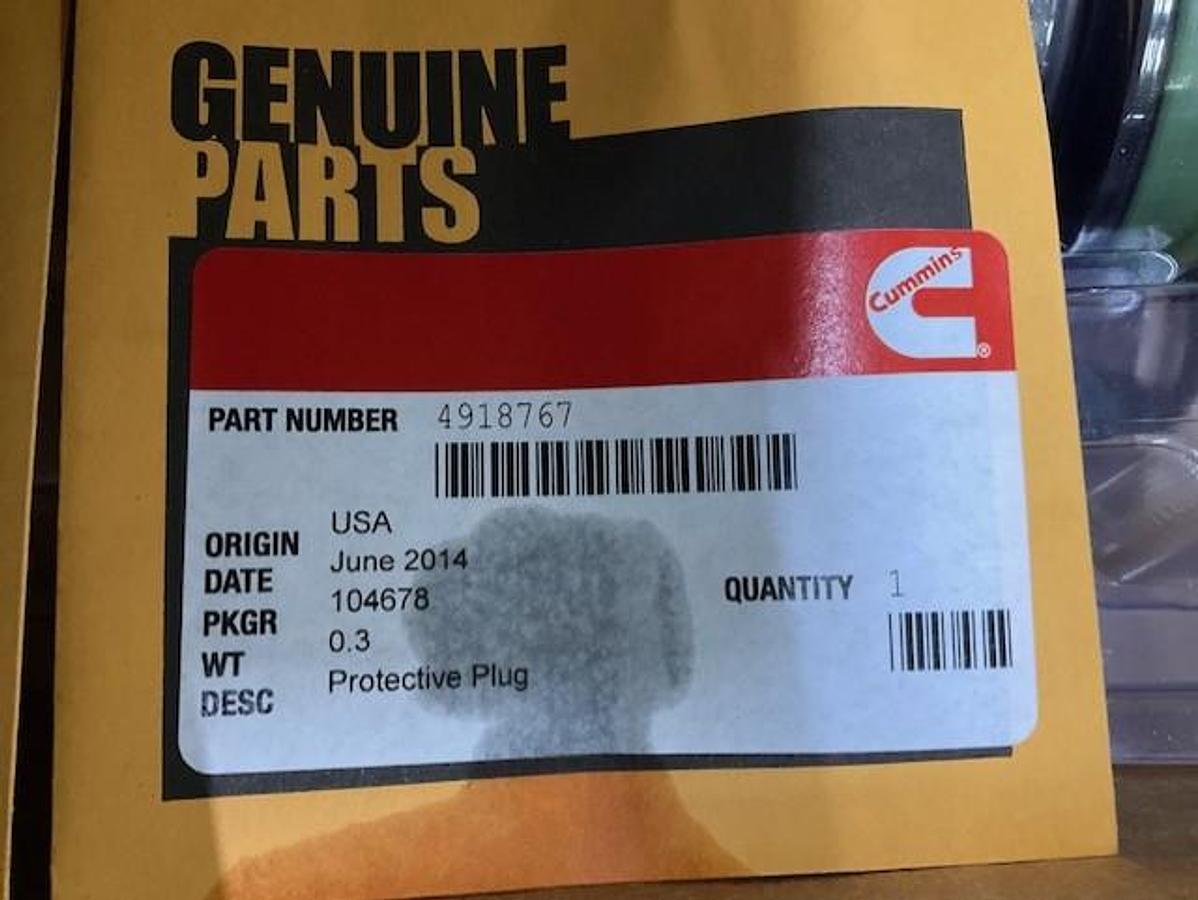 GENUINE
PARTS
Cummins
®
PART NUMBER 4918767
ORIGIN USA
DATE June 2014
PKGR 104678
WT 0.3
DESC Protective Plug
QUANTITY 1